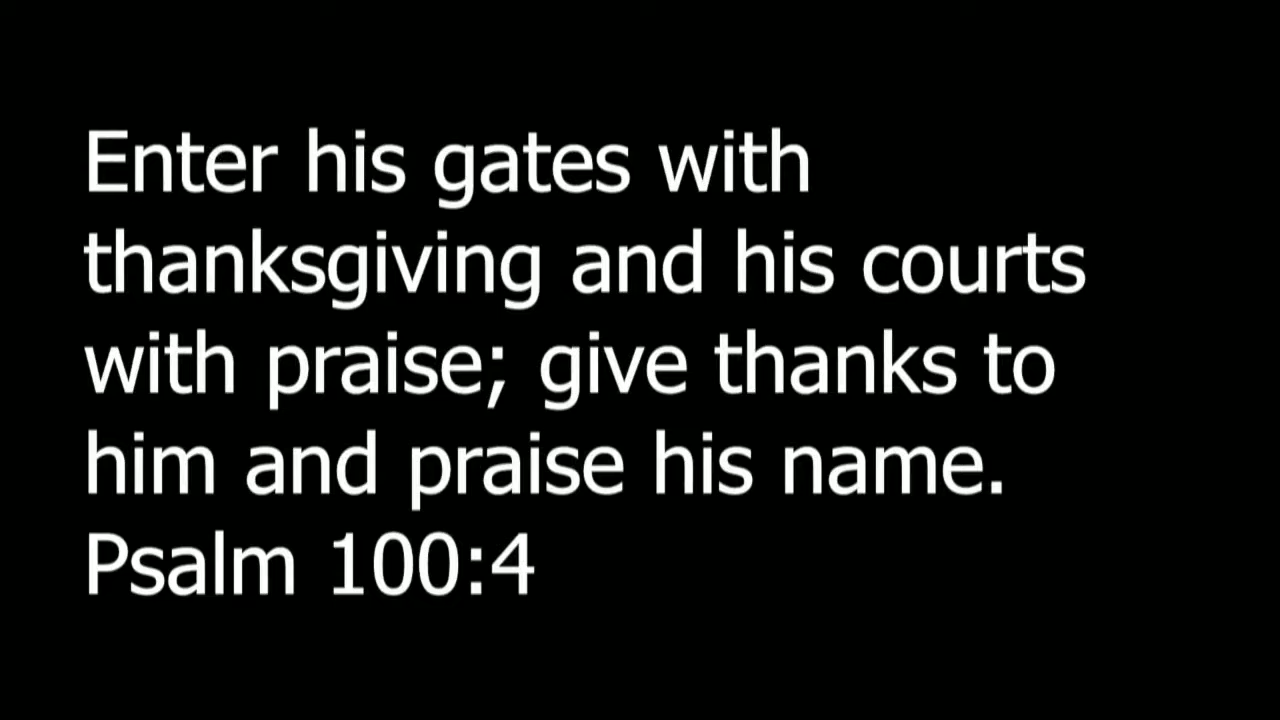 Enter his gates with
thanksgiving and his courts
with praise; give thanks to
him and praise his name.
Psalm 100:4